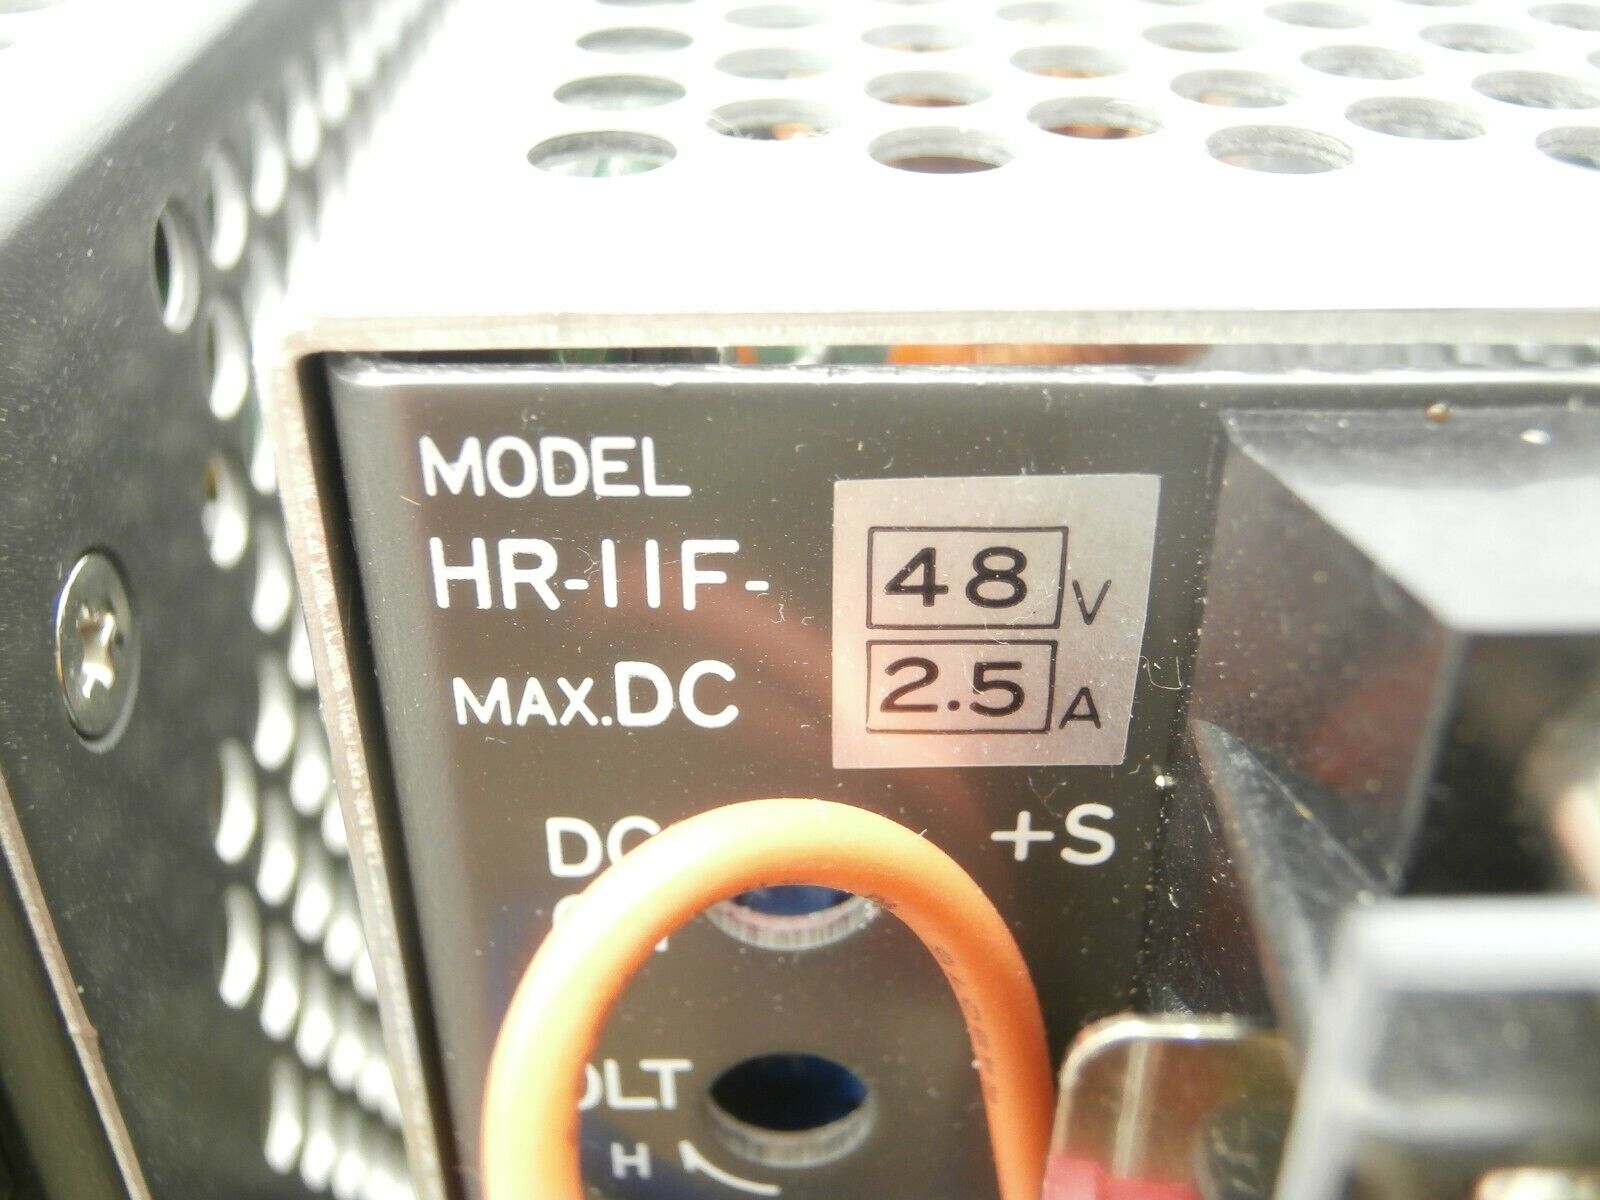 MODEL
HR-11F- 48 V
MAX.DC 2.5 A
+S
H